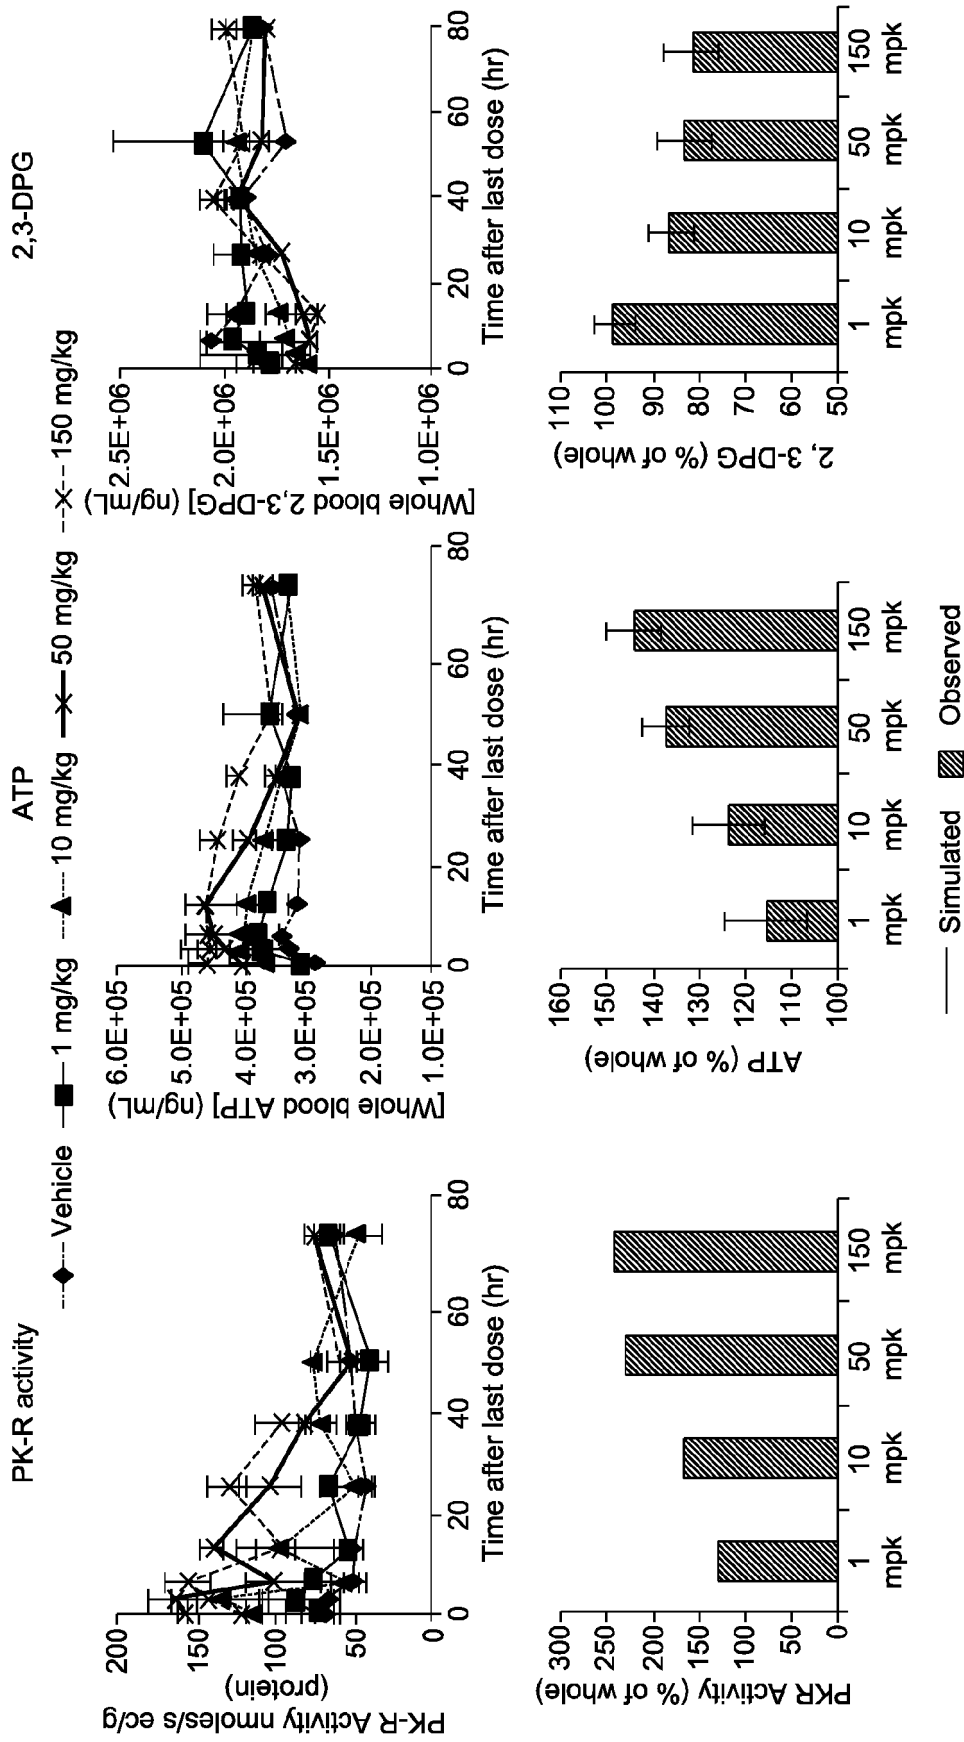 PK-R activity
ATP
2,3-DPG
Vehicle
1 mg/kg
10 mg/kg
50 mg/kg
150 mg/kg
PK-R Activity nmoles/s ec/g
(protein)
200
150
100
50
0
0
20
40
60
80
Time after last dose (hr)
[Whole blood ATP] (ng/mL)
6.0E+05
5.0E+05
4.0E+05
3.0E+05
2.0E+05
1.0E+05
0
20
40
60
80
Time after last dose (hr)
[Whole blood 2,3-DPG] (ng/mL)
2.5E+06
2.0E+06
1.5E+06
1.0E+06
0
20
40
60
80
Time after last dose (hr)
PKR Activity (% of whole)
300
250
200
150
100
50
0
1
mpk
10
mpk
50
mpk
150
mpk
ATP (% of whole)
160
150
140
130
120
110
100
1
mpk
10
mpk
50
mpk
150
mpk
2, 3-DPG (% of whole)
110
100
90
80
70
60
50
1
mpk
10
mpk
50
mpk
150
mpk
Simulated
Observed